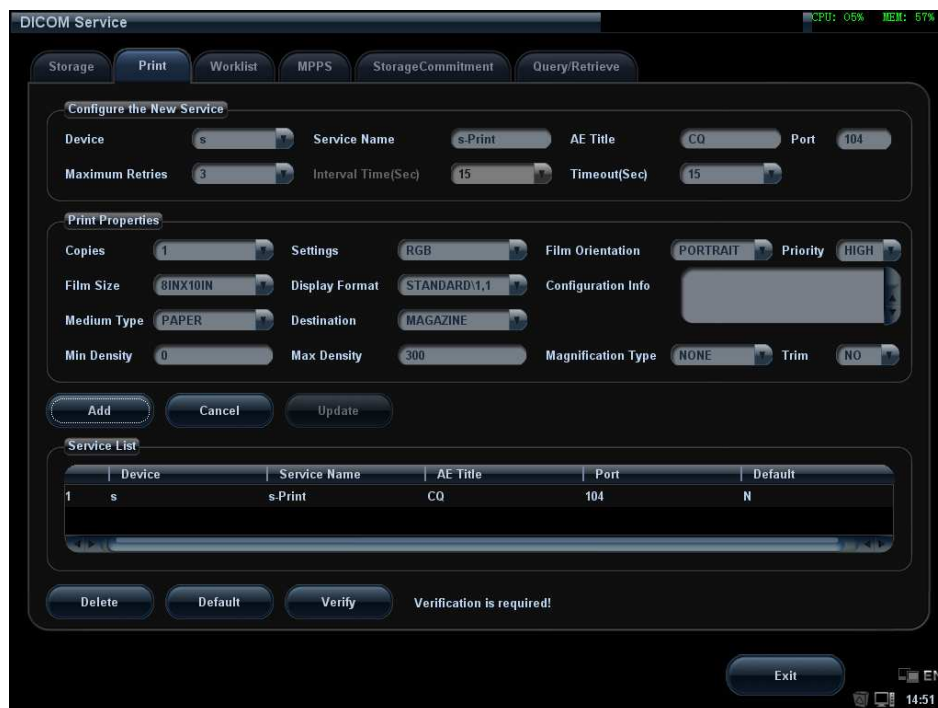 DICOM Service CPU: 05% MEM: 57%
Storage Print Worklist MPPS StorageCommitment Query/Retrieve
Configure the New Service
Device s Service Name s-Print AE Title CQ Port 104
Maximum Retries 3 Interval Time(Sec) 15 Timeout(Sec) 15
Print Properties
Copies 1 Settings RGB Film Orientation PORTRAIT Priority HIGH
Film Size 8INX10IN Display Format STANDARD\1,1 Configuration Info
Medium Type PAPER Destination MAGAZINE
Min Density 0 Max Density 300 Magnification Type NONE Trim NO
Add Cancel Update
Service List
Device Service Name AE Title Port Default
1 s s-Print CQ 104 N
Delete Default Verify Verification is required!
Exit
EN
14:51